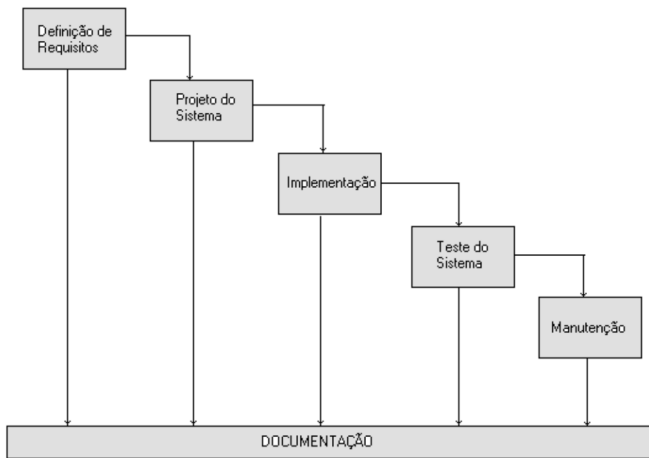 Definição de
Requisitos
Projeto do
Sistema
Implementação
Teste do
Sistema
Manutenção
DOCUMENTAÇÃO